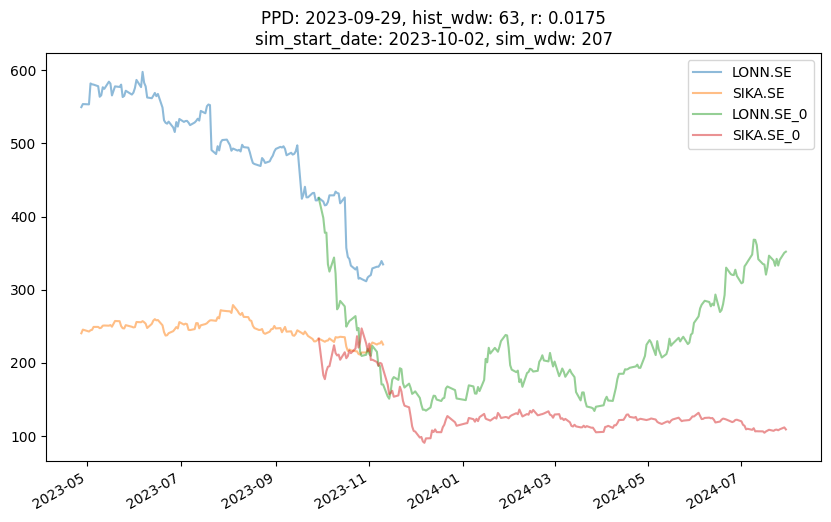 PPD: 2023-09-29, hist_wdw: 63, r: 0.0175
sim_start_date: 2023-10-02, sim_wdw: 207
LONN.SE
SIKA.SE
LONN.SE_0
SIKA.SE_0
600
500
400
300
200
100
2023-05
2023-07
2023-09
2023-11
2024-01
2024-03
2024-05
2024-07